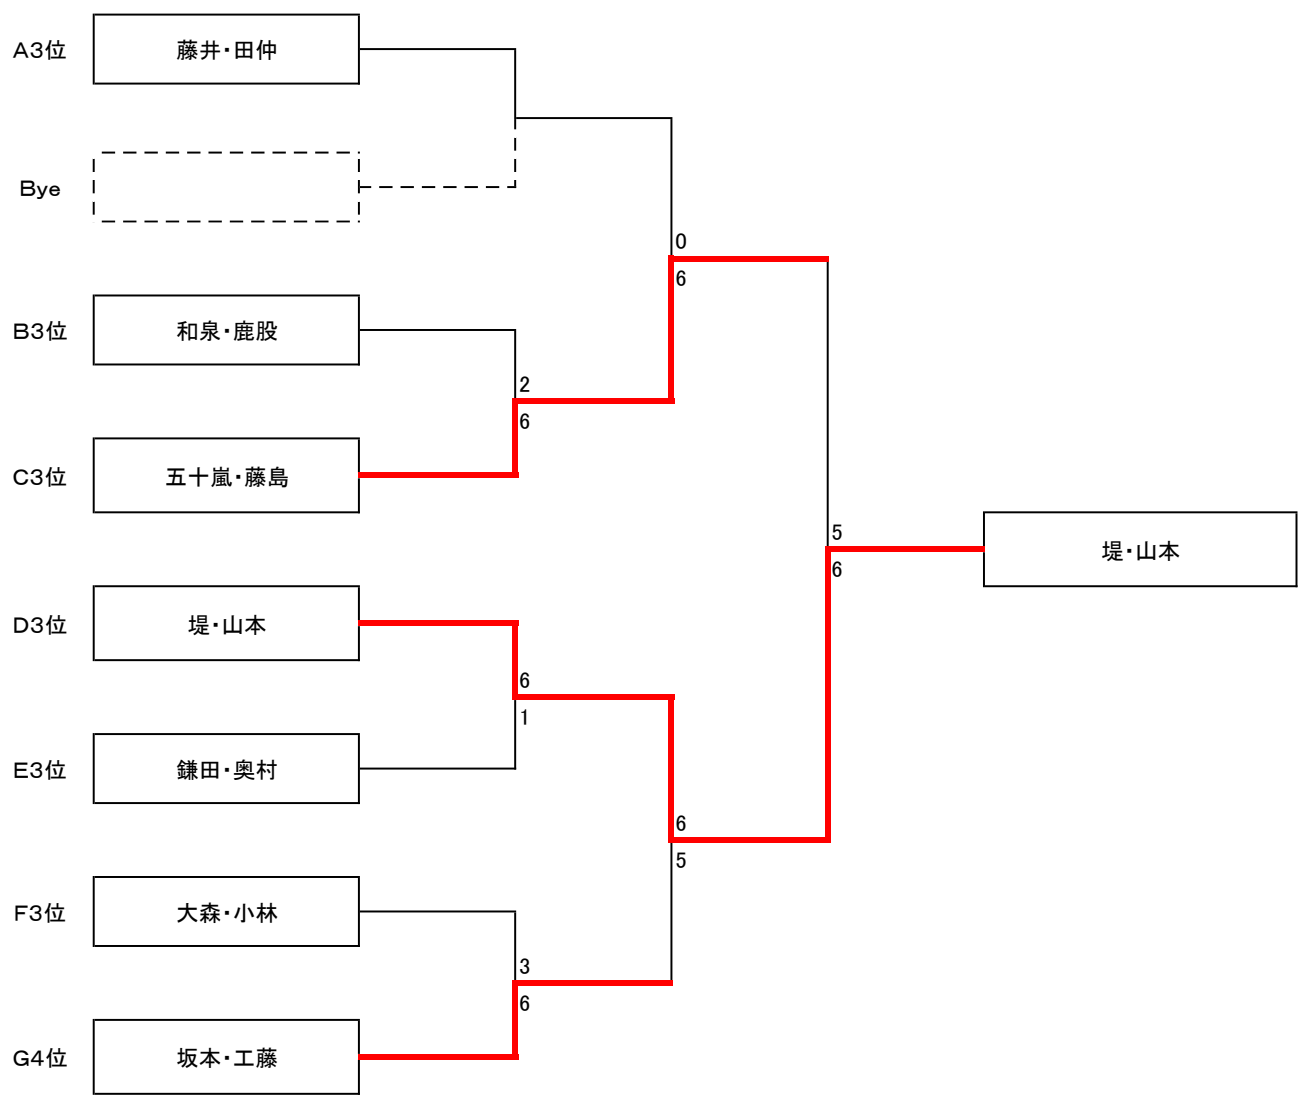 A3位 藤井・田仲
Bye
0
6
B3位 和泉・鹿股
2
6
C3位 五十嵐・藤島
5
6
堤・山本
D3位 堤・山本
6
1
E3位 鎌田・奥村
6
5
F3位 大森・小林
3
6
G4位 坂本・工藤